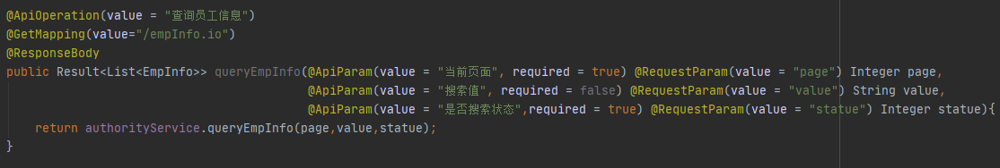 @ApiOperation(value = "查询员工信息")
@GetMapping(value="/empInfo.io")
@ResponseBody
public Result<List<EmpInfo>> queryEmpInfo(@ApiParam(value = "当前页面", required = true) @RequestParam(value = "page") Integer page,
@ApiParam(value = "搜索值", required = false) @RequestParam(value = "value") String value,
@ApiParam(value = "是否搜索状态",required = true) @RequestParam(value = "statue") Integer statue){
return authorityService.queryEmpInfo(page,value,statue);
}